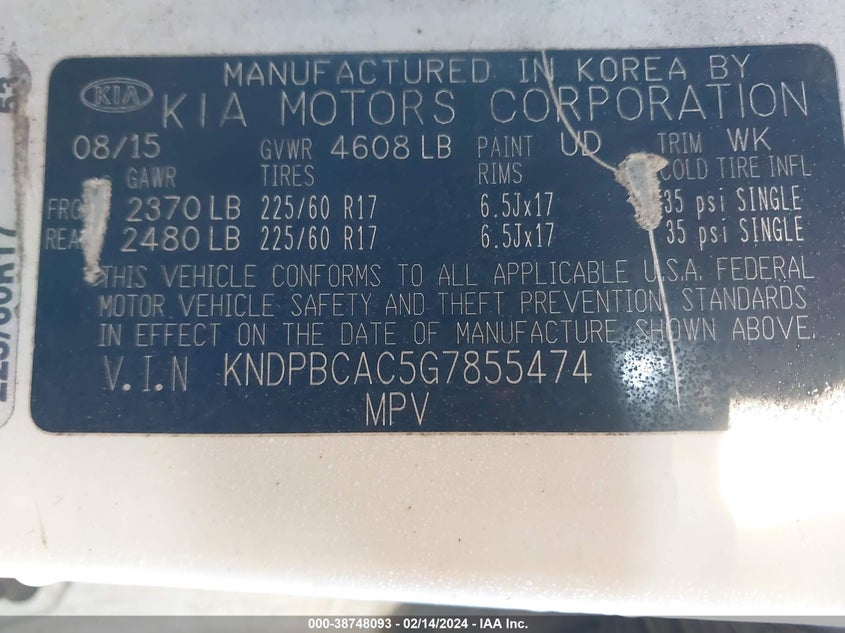 MANUFACTURED IN KOREA BY
KIA KIA MOTORS CORPORATION
08/15 GVWR 4608 LB PAINT UD TRIM WK
GAWR TIRES RIMS COLD TIRE INFL
2370 LB 225/60 R17 6.5Jx17 35 psi SINGLE
2480 LB 225/60 R17 6.5Jx17 35 psi SINGLE
THIS VEHICLE CONFORMS TO ALL APPLICABLE U.S.A. FEDERAL
MOTOR VEHICLE SAFETY AND THEFT PREVENTION STANDARDS
IN EFFECT ON THE DATE OF MANUFACTURE SHOWN ABOVE.
V.I.N KNDPBCAC5G7855474
MPV
53
000-38748093 - 02/14/2024 - IAAI Inc.